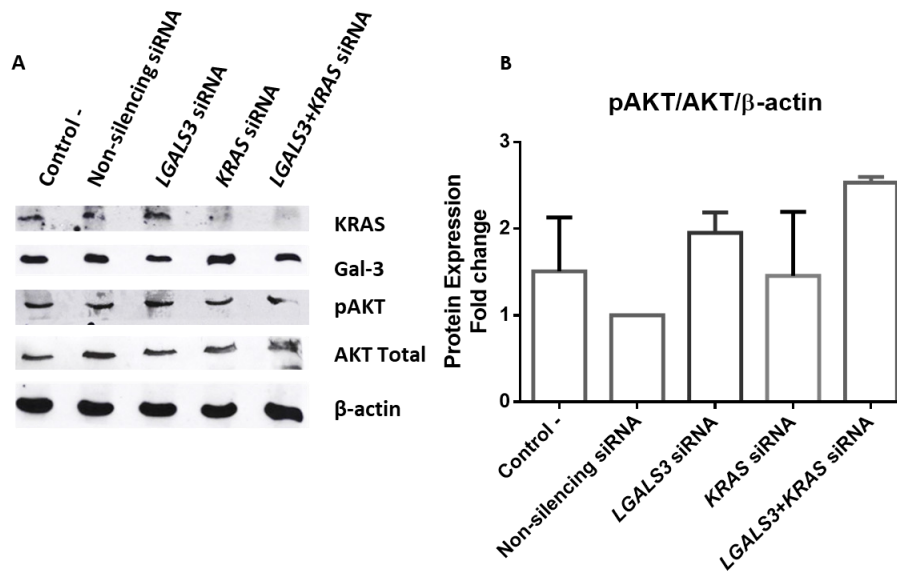 A
Control -
Non-silencing siRNA
LGALS3 siRNA
KRAS siRNA
LGALS3+KRAS siRNA
KRAS
Gal-3
pAKT
AKT Total
β-actin
B
pAKT/AKT/β-actin
Protein Expression
Fold change
3
2
1
0
Control -
Non-silencing siRNA
LGALS3 siRNA
KRAS siRNA
LGALS3+KRAS siRNA